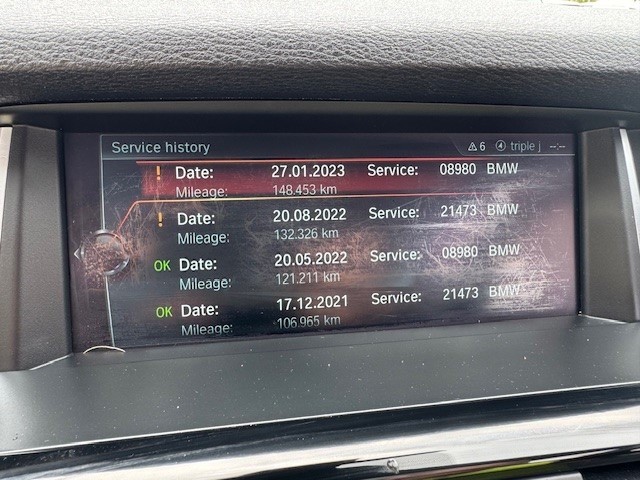 Service history 6 4 triple j --:--
! Date: 27.01.2023 Service: 08980 BMW
Mileage: 148.453 km
! Date: 20.08.2022 Service: 21473 BMW
Mileage: 132.326 km
OK Date: 20.05.2022 Service: 08980 BMW
Mileage: 121.211 km
OK Date: 17.12.2021 Service: 21473 BMW
Mileage: 106.965 km